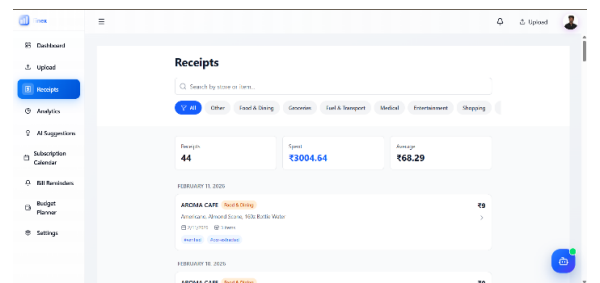 Upload
Dashboard
Upload
Receipts
Analytics
AI Suggestions
Subscription
Calendar
Bill Reminders
Budget
Planner
Settings
Receipts
Search by store or item...
All Other Food & Dining Groceries Fuel & Transport Medical Entertainment Shopping
Receipts Spent Average
44 ₹3004.64 ₹68.29
FEBRUARY 11, 2026
AROMA CAFE Food & Dining ₹9
Americano, Almond Scone, Bottle Water
2/11/2026
#verified
FEBRUARY 10, 2026
AROMA CAFE Food & Dining